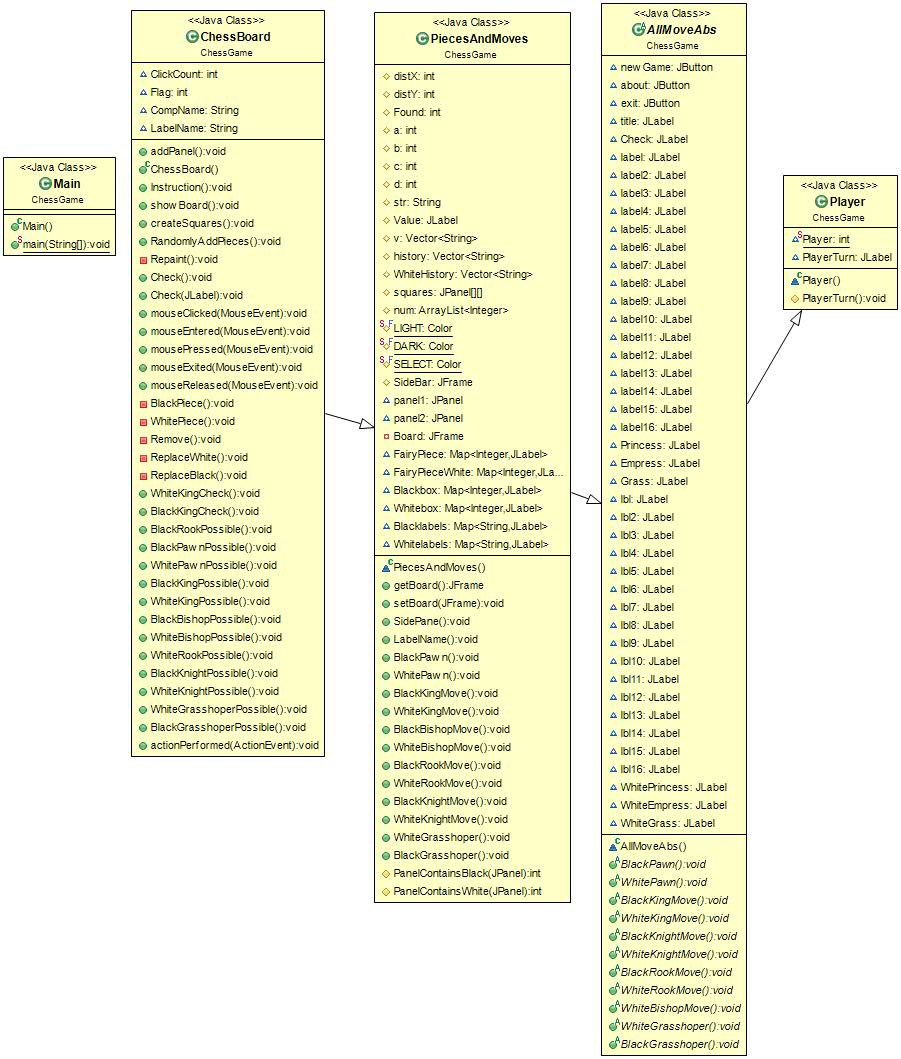 <<Java Class>>
Main
ChessGame
Main()
main(String[]):void
<<Java Class>>
ChessBoard
ChessGame
ClickCount: int
Flag: int
CompName: String
LabelName: String
addPanel():void
ChessBoard()
Instruction():void
showBoard():void
createSquares():void
RandomlyAddPieces():void
Repaint():void
Check():void
Check(JLabel):void
mouseClicked(MouseEvent):void
mouseEntered(MouseEvent):void
mousePressed(MouseEvent):void
mouseExited(MouseEvent):void
mouseReleased(MouseEvent):void
BlackPiece():void
WhitePiece():void
Remove():void
ReplaceWhite():void
ReplaceBlack():void
WhiteKingCheck():void
BlackKingCheck():void
BlackRookPossible():void
BlackPawnPossible():void
WhitePawnPossible():void
BlackKingPossible():void
WhiteKingPossible():void
BlackBishopPossible():void
WhiteBishopPossible():void
WhiteRookPossible():void
BlackKnightPossible():void
WhiteKnightPossible():void
WhiteGrasshoperPossible():void
BlackGrasshoperPossible():void
actionPerformed(ActionEvent):void
<<Java Class>>
PiecesAndMoves
ChessGame
distX: int
distY: int
Found: int
a: int
b: int
c: int
d: int
str: String
Value: JLabel
v: Vector<String>
history: Vector<String>
WhiteHistory: Vector<String>
squares: JPanel[][]
num: ArrayList<Integer>
LIGHT: Color
DARK: Color
SELECT: Color
SideBar: JFrame
panel1: JPanel
panel2: JPanel
Board: JFrame
FairyPiece: Map<Integer,JLabel>
FairyPieceWhite: Map<Integer,JLa...
Blackbox: Map<Integer,JLabel>
Whitebox: Map<Integer,JLabel>
Blacklabels: Map<String,JLabel>
Whitelabels: Map<String,JLabel>
PiecesAndMoves()
getBoard():JFrame
setBoard(JFrame):void
SidePane():void
LabelName():void
BlackPawn():void
WhitePawn():void
BlackKingMove():void
WhiteKingMove():void
BlackBishopMove():void
WhiteBishopMove():void
BlackRookMove():void
WhiteRookMove():void
BlackKnightMove():void
WhiteKnightMove():void
WhiteGrasshoper():void
BlackGrasshoper():void
PanelContainsBlack(JPanel):int
PanelContainsWhite(JPanel):int
<<Java Class>>
AllMoveAbs
ChessGame
newGame: JButton
about: JButton
exit: JButton
title: JLabel
Check: JLabel
label: JLabel
label2: JLabel
label3: JLabel
label4: JLabel
label5: JLabel
label6: JLabel
label7: JLabel
label8: JLabel
label9: JLabel
label10: JLabel
label11: JLabel
label12: JLabel
label13: JLabel
label14: JLabel
label15: JLabel
label16: JLabel
Princess: JLabel
Empress: JLabel
Grass: JLabel
lbl: JLabel
lbl2: JLabel
lbl3: JLabel
lbl4: JLabel
lbl5: JLabel
lbl6: JLabel
lbl7: JLabel
lbl8: JLabel
lbl9: JLabel
lbl10: JLabel
lbl11: JLabel
lbl12: JLabel
lbl13: JLabel
lbl14: JLabel
lbl15: JLabel
lbl16: JLabel
WhitePrincess: JLabel
WhiteEmpress: JLabel
WhiteGrass: JLabel
AllMoveAbs()
BlackPawn():void
WhitePawn():void
BlackKingMove():void
WhiteKingMove():void
BlackKnightMove():void
WhiteKnightMove():void
BlackRookMove():void
WhiteRookMove():void
WhiteBishopMove():void
WhiteGrasshoper():void
BlackGrasshoper():void
<<Java Class>>
Player
ChessGame
Player: int
PlayerTurn: JLabel
Player()
PlayerTurn():void